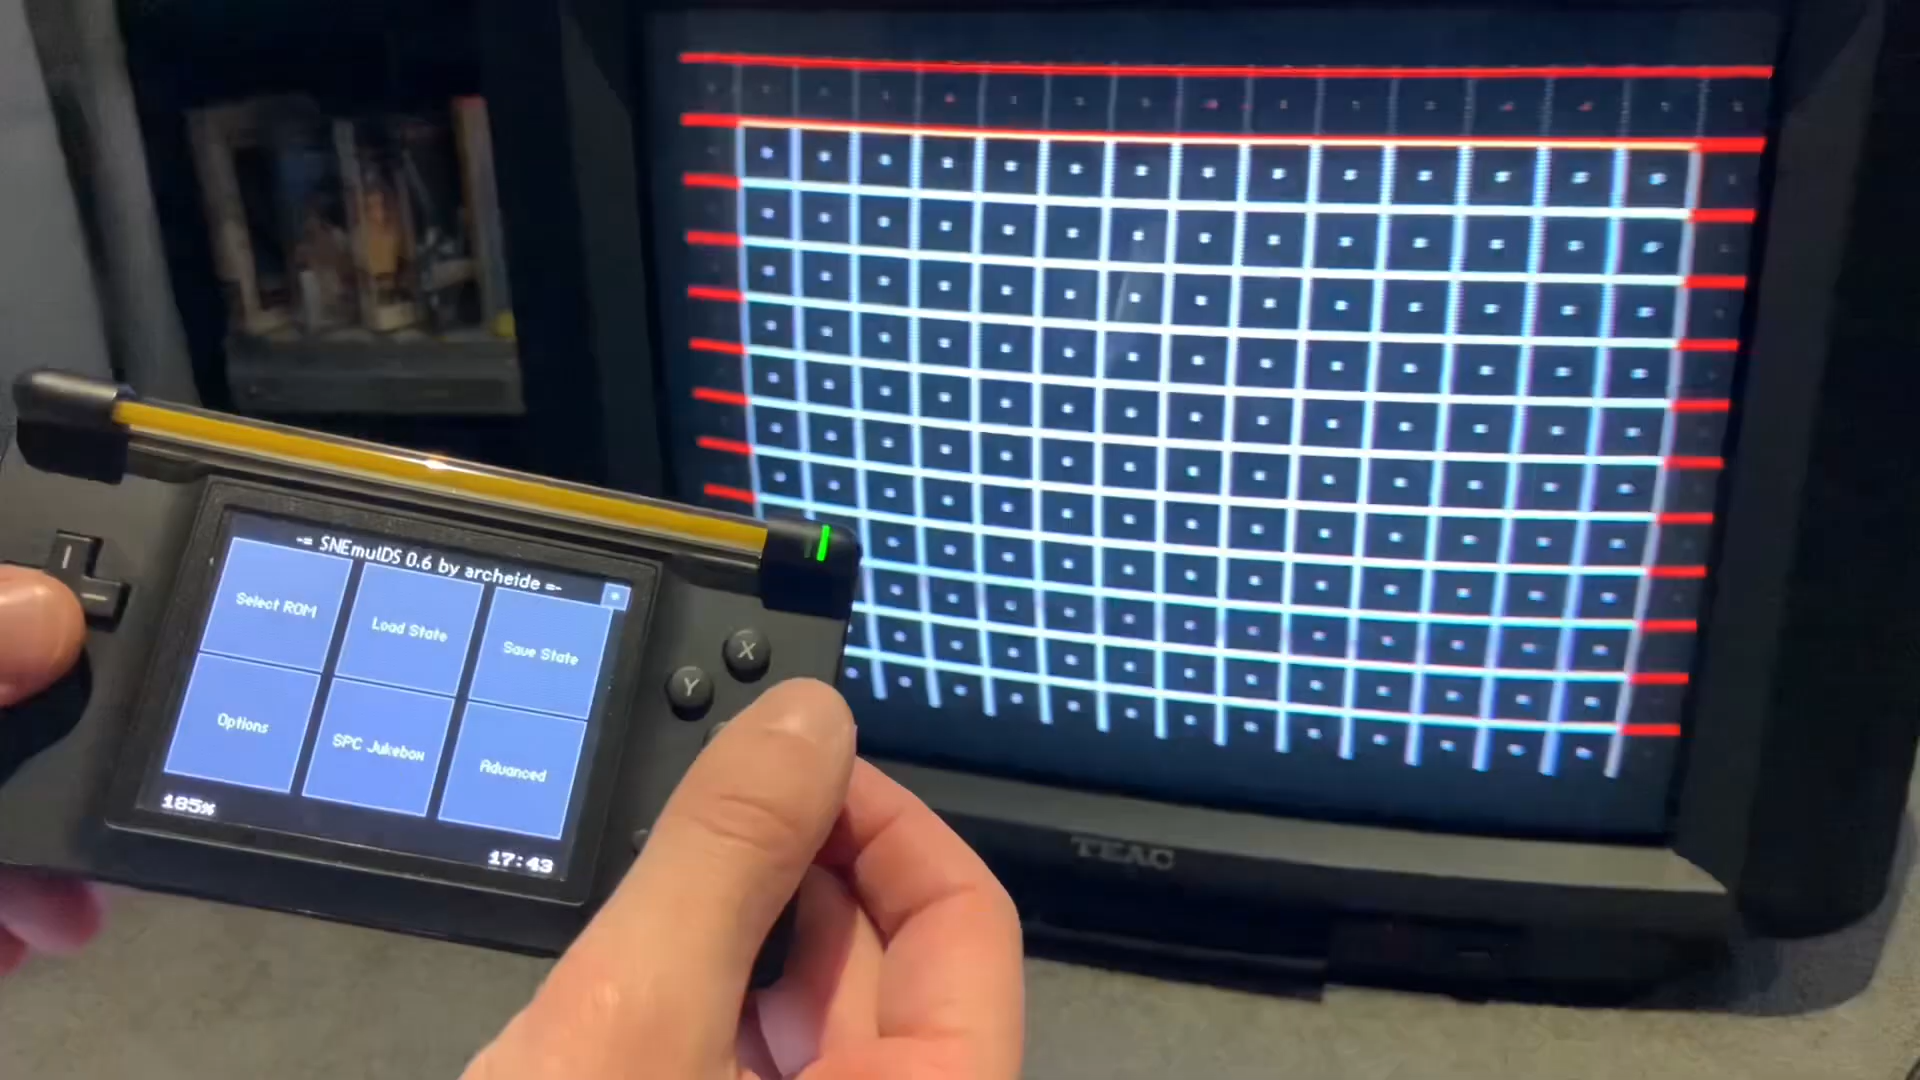 -= SNEmulDS 0.6 by archeide =-
Select ROM
Load State
Save State
Options
SPC Jukebox
Advanced
185%
17:43
X
Y
TEAC